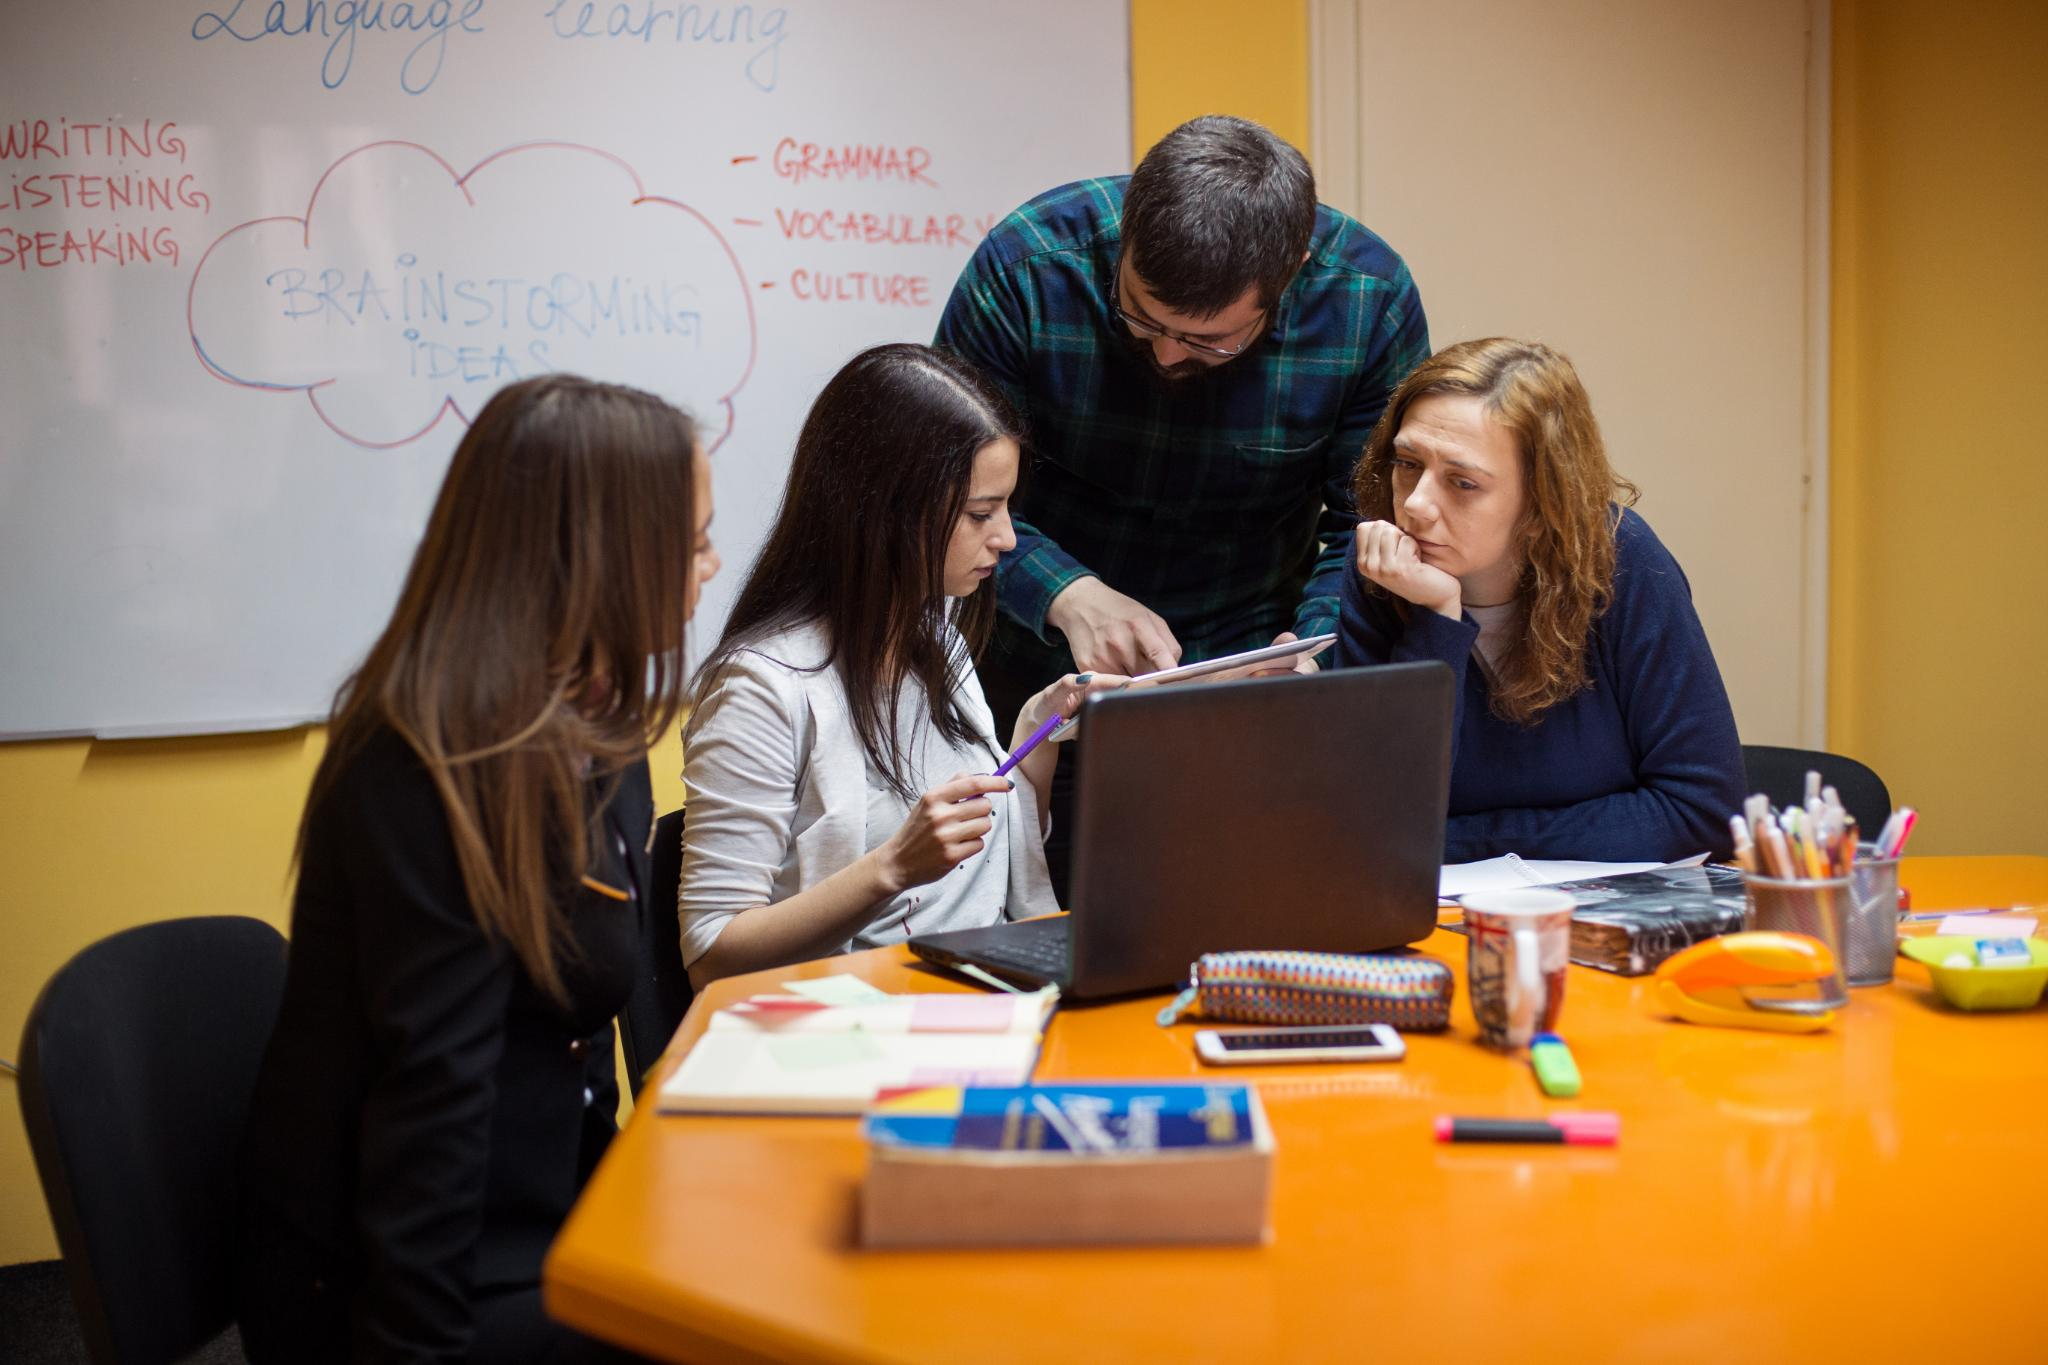 Language learning
WRITING
LISTENING
SPEAKING
BRAINSTORMING
IDEAS
- GRAMMAR
- VOCABULARY
- CULTURE